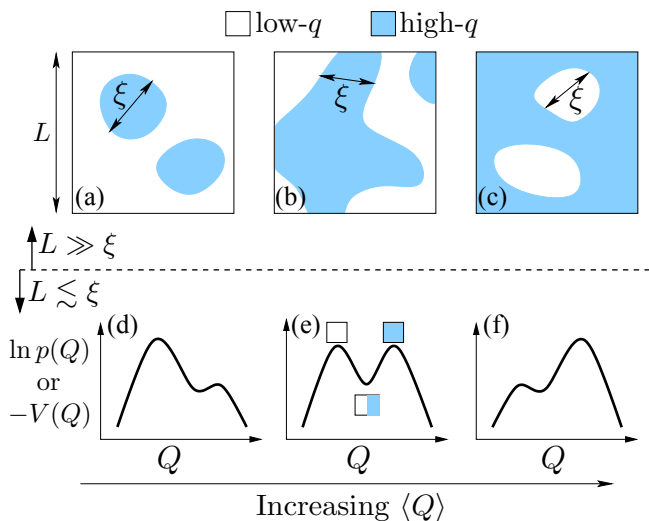 low-q high-q
ξ ξ ξ
L
(a) (b) (c)
L ≫ ξ
L ≲ ξ
(d) (e) (f)
ln p(Q)
or
−V(Q)
Q Q Q
Increasing ⟨Q⟩